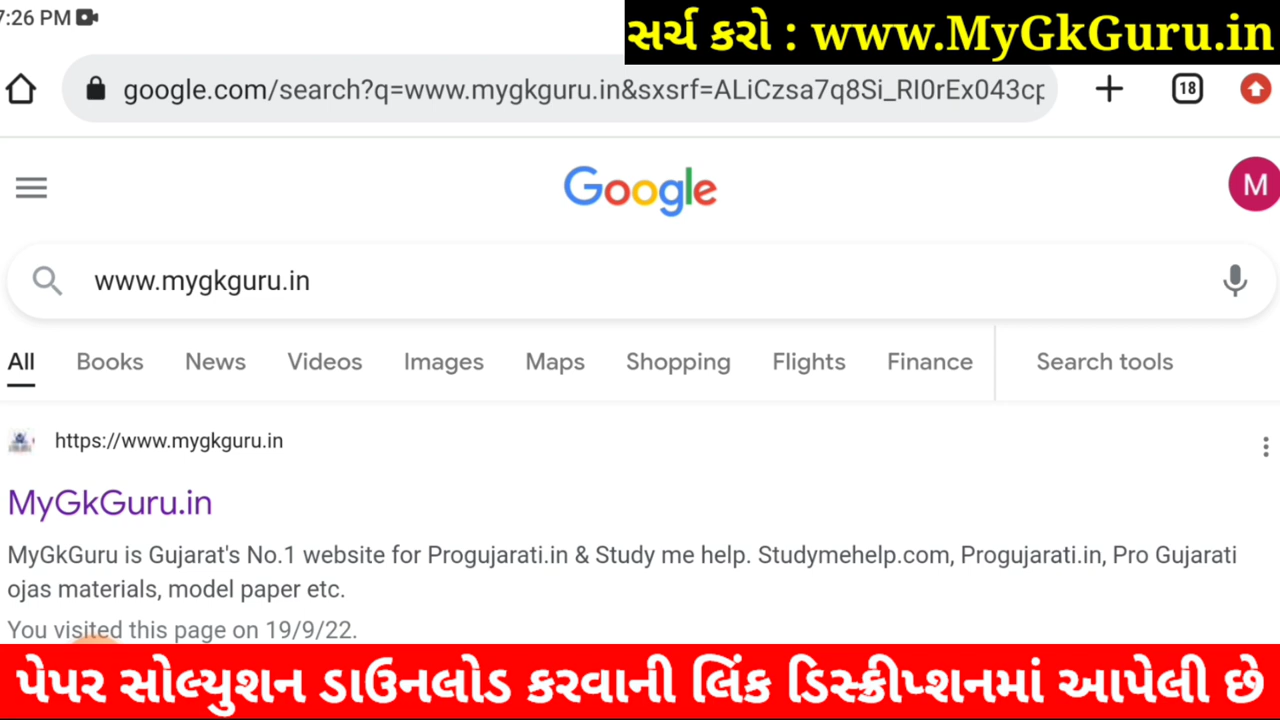 7:26 PM
સર્ચ કરો : www.MyGkGuru.in
google.com/search?q=www.mygkguru.in&sxsrf=ALiCzsa7q8Si_RI0rEx043cp
18
Google
M
www.mygkguru.in
All Books News Videos Images Maps Shopping Flights Finance Search tools
https://www.mygkguru.in
MyGkGuru.in
MyGkGuru is Gujarat's No.1 website for Progujarati.in & Study me help. Studymehelp.com, Progujarati.in, Pro Gujarati
ojas materials, model paper etc.
You visited this page on 19/9/22.
પેપર સોલ્યુશન ડાઉનલોડ કરવાની લિંક ડિસ્ક્રીપ્શનમાં આપેલી છે